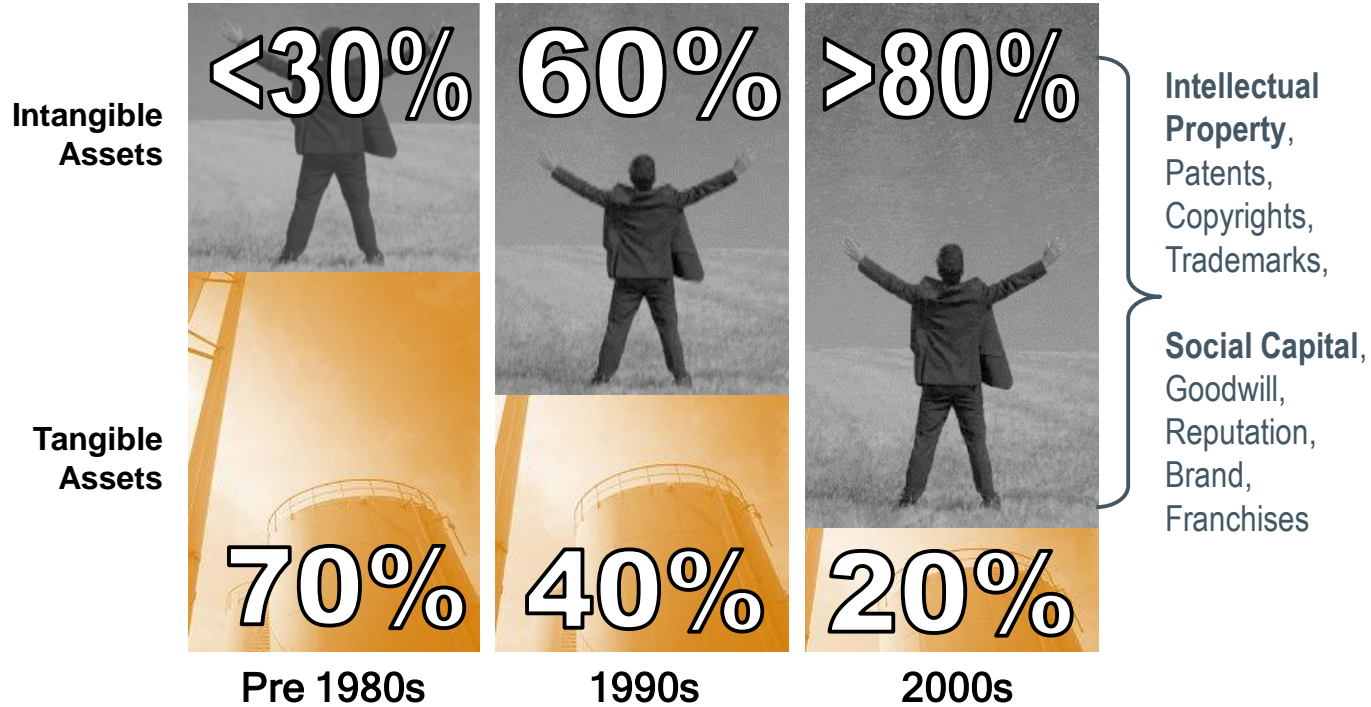 <30%
60%
>80%
Intangible
Assets
Intellectual
Property,
Patents,
Copyrights,
Trademarks,
Social Capital,
Goodwill,
Reputation,
Brand,
Franchises
Tangible
Assets
70%
40%
20%
Pre 1980s
1990s
2000s